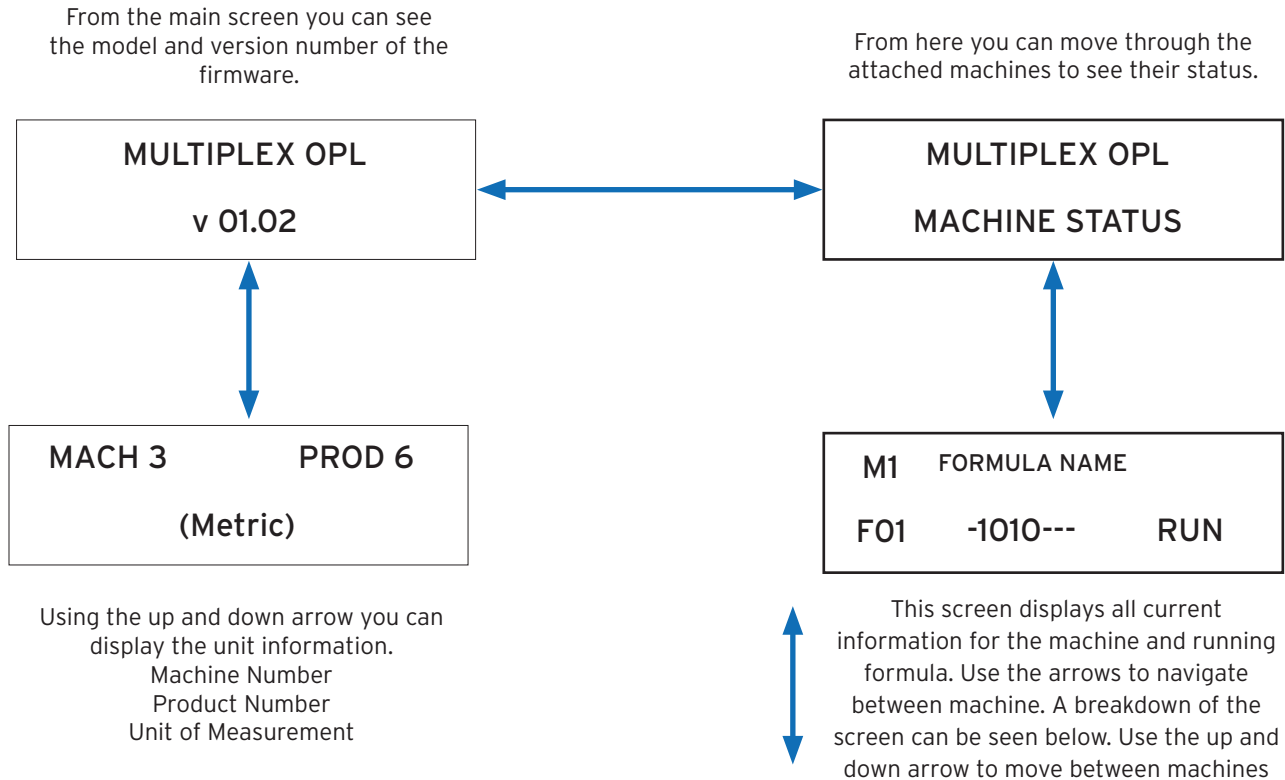 From the main screen you can see
the model and version number of the
firmware.
From here you can move through the
attached machines to see their status.
MULTIPLEX OPL
v 01.02
MULTIPLEX OPL
MACHINE STATUS
MACH 3 PROD 6
(Metric)
M1 FORMULA NAME
F01 -1010--- RUN
Using the up and down arrow you can
display the unit information.
Machine Number
Product Number
Unit of Measurement
This screen displays all current
information for the machine and running
formula. Use the arrows to navigate
between machine. A breakdown of the
screen can be seen below. Use the up and
down arrow to move between machines